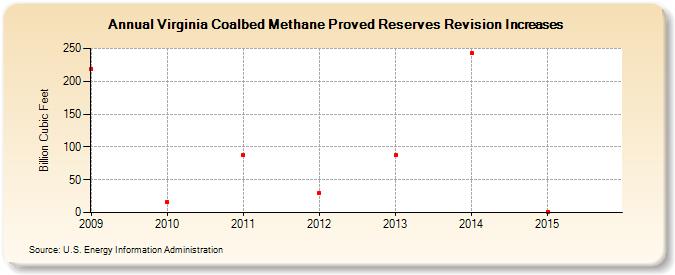 Annual Virginia Coalbed Methane Proved Reserves Revision Increases
Billion Cubic Feet
250
200
150
100
50
0
2009 2010 2011 2012 2013 2014 2015
Source: U.S. Energy Information Administration